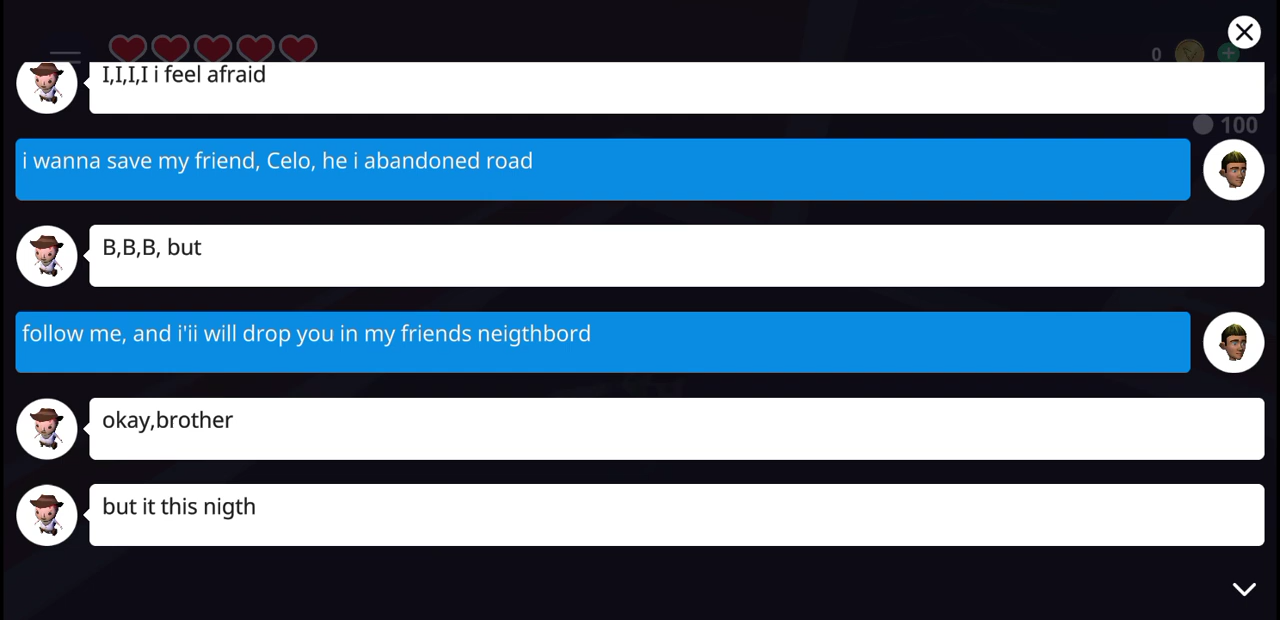 0
I,I,I,I i feel afraid
100
i wanna save my friend, Celo, he i abandoned road
B,B,B, but
follow me, and i'ii will drop you in my friends neigthbord
okay,brother
but it this nigth